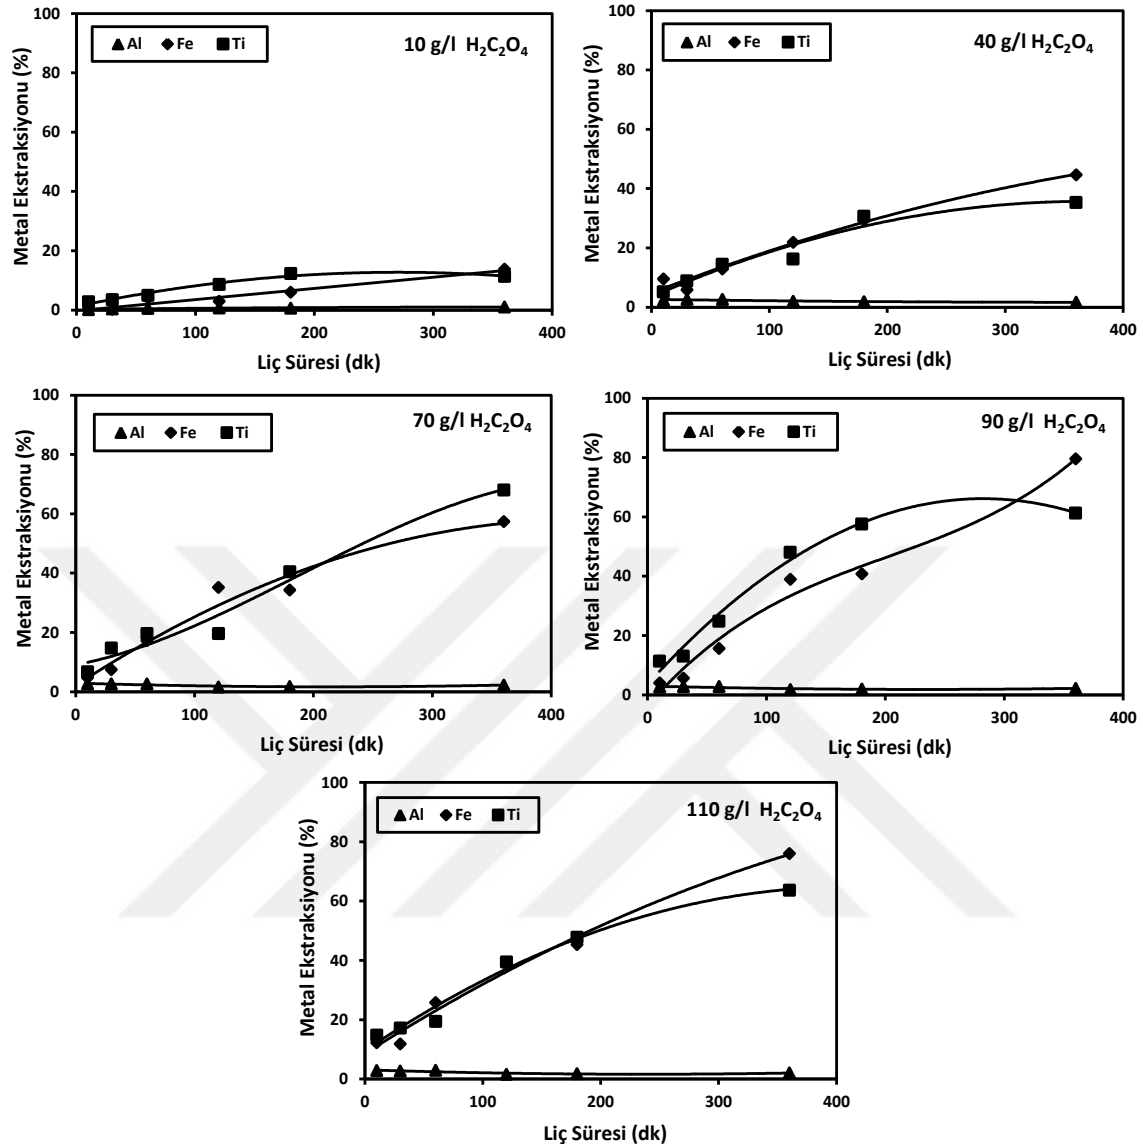 Al Fe Ti
10 g/l H₂C₂O₄
Metal Ekstraksiyonu (%)
100
80
60
40
20
0
0 100 200 300 400
Liç Süresi (dk)
Al Fe Ti
40 g/l H₂C₂O₄
Metal Ekstraksiyonu (%)
100
80
60
40
20
0
0 100 200 300 400
Liç Süresi (dk)
Al Fe Ti
70 g/l H₂C₂O₄
Metal Ekstraksiyonu (%)
100
80
60
40
20
0
0 100 200 300 400
Liç Süresi (dk)
Al Fe Ti
90 g/l H₂C₂O₄
Metal Ekstraksiyonu (%)
100
80
60
40
20
0
0 100 200 300 400
Liç Süresi (dk)
Al Fe Ti
110 g/l H₂C₂O₄
Metal Ekstraksiyonu (%)
100
80
60
40
20
0
0 100 200 300 400
Liç Süresi (dk)